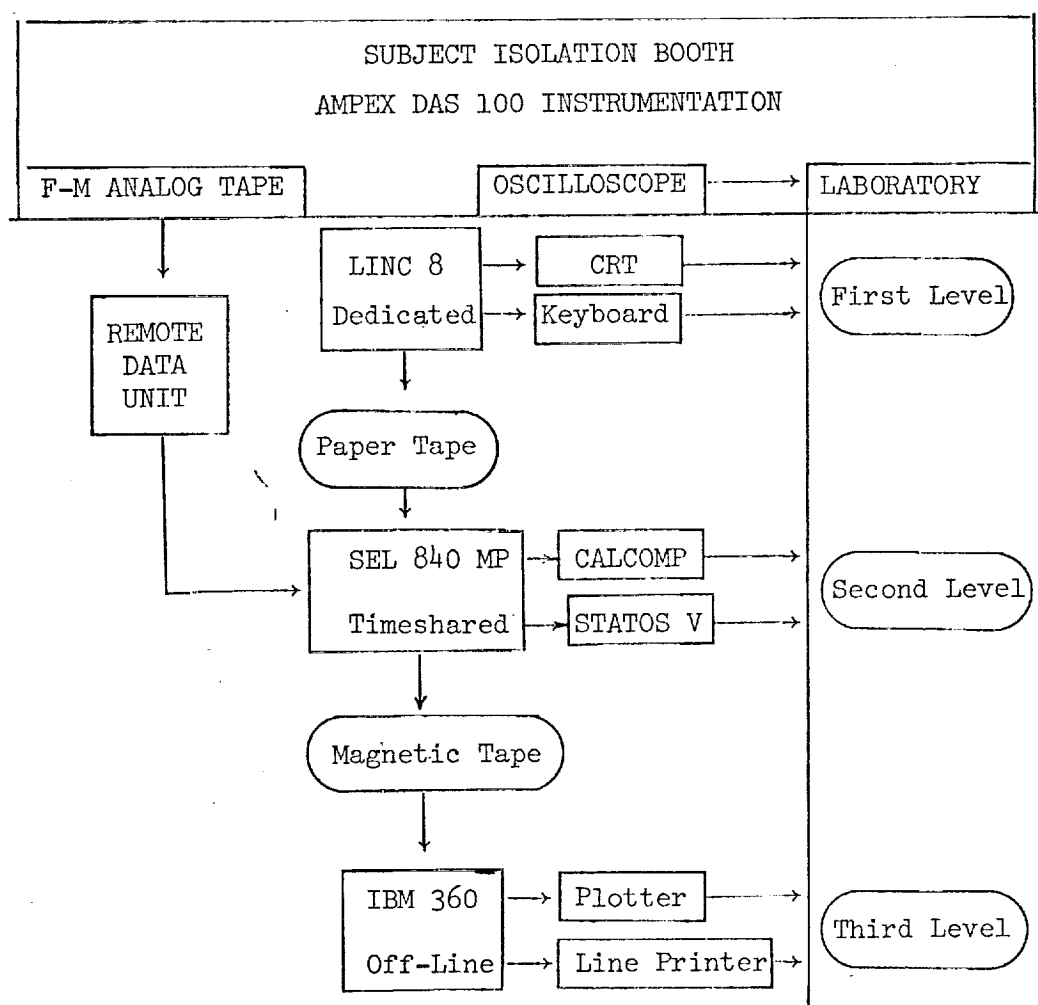 SUBJECT ISOLATION BOOTH
AMPEX DAS 100 INSTRUMENTATION
F-M ANALOG TAPE
OSCILLOSCOPE
LABORATORY
LINC 8
Dedicated
CRT
Keyboard
First Level
REMOTE
DATA
UNIT
Paper Tape
SEL 840 MP
Timeshared
CALCOMP
STATOS V
Second Level
Magnetic Tape
IBM 360
Off-Line
Plotter
Line Printer
Third Level